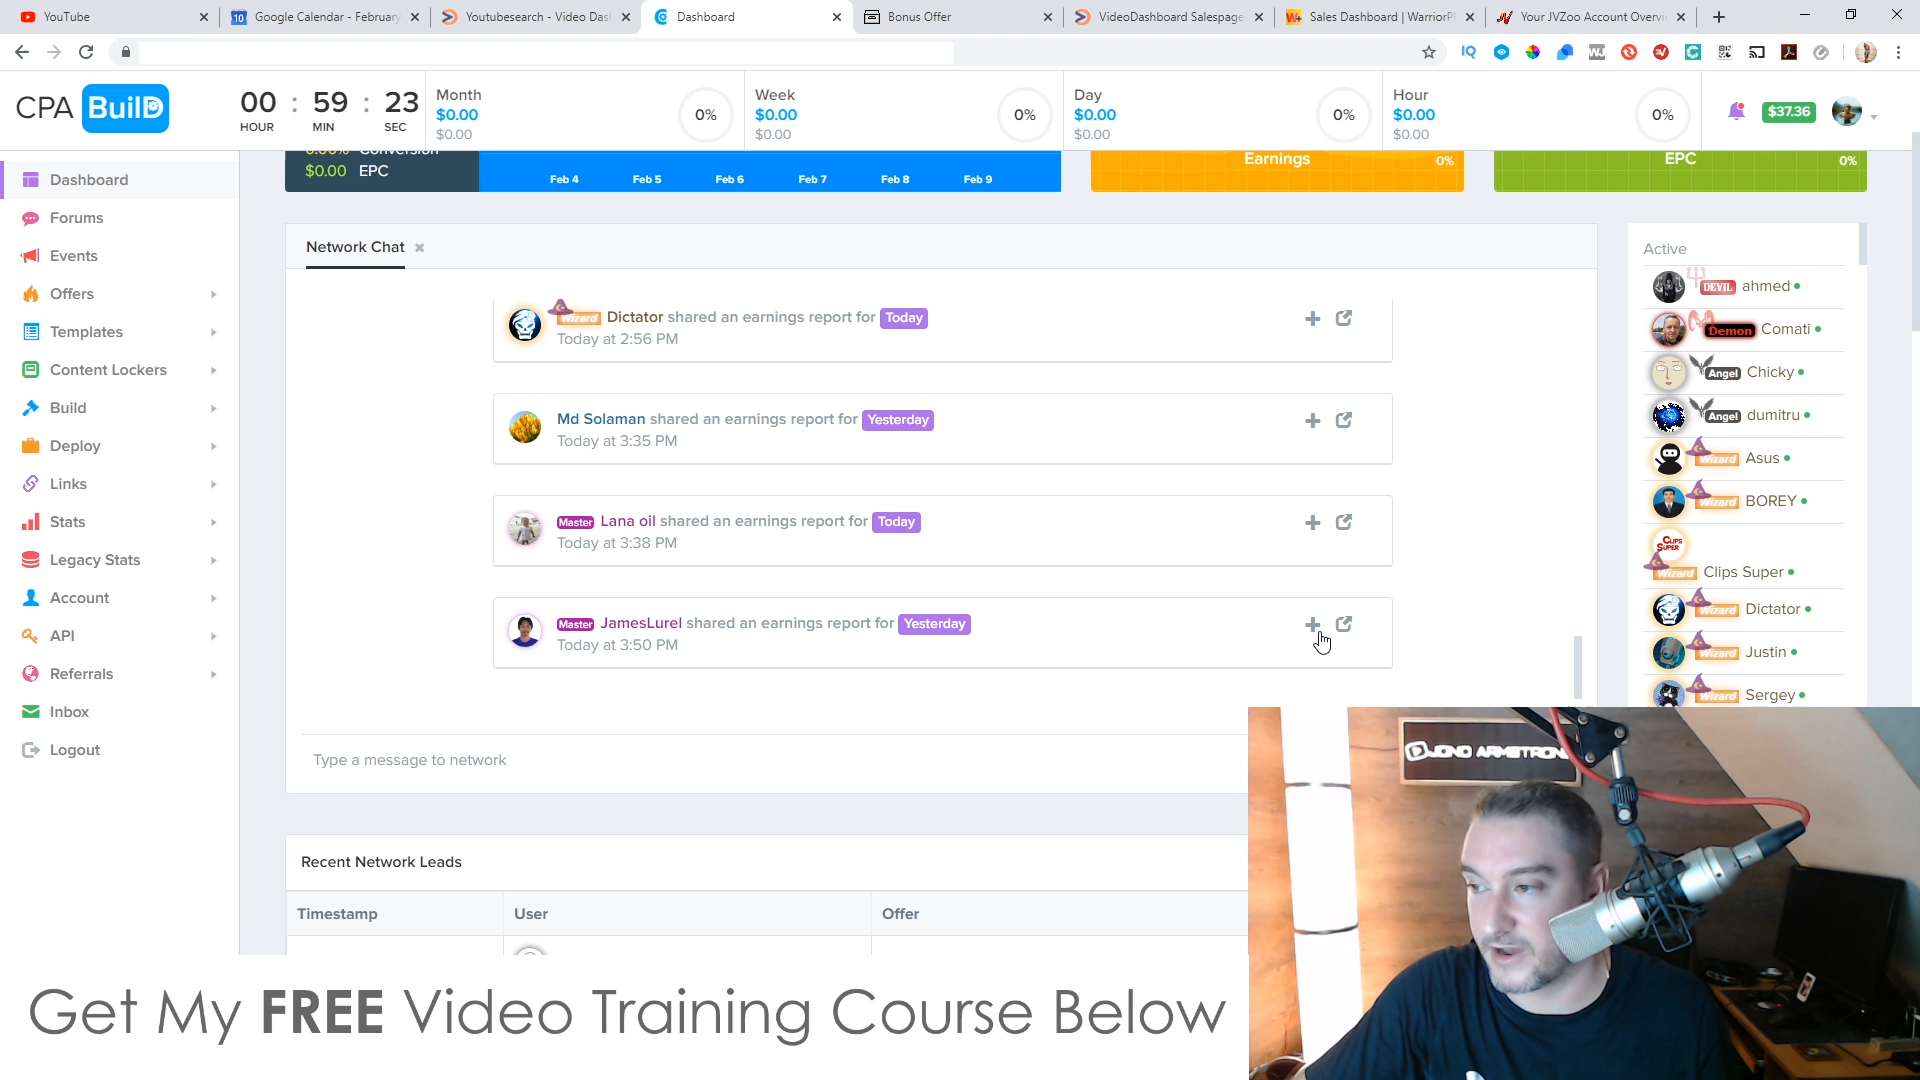 YouTube
Google Calendar - February
Youtubesearch - Video Das
Dashboard
Bonus Offer
VideoDashboard Salespage
Sales Dashboard | WarriorP
Your JVZoo Account Overvi
CPA BuilD
00 : 59 : 23
HOUR MIN SEC
Month
$0.00
$0.00
0%
Week
$0.00
$0.00
0%
Day
$0.00
$0.00
0%
Hour
$0.00
$0.00
0%
$37.36
Dashboard
Forums
Events
Offers
Templates
Content Lockers
Build
Deploy
Links
Stats
Legacy Stats
Account
API
Referrals
Inbox
Logout
0.00% Conversion
$0.00 EPC
Feb 4 Feb 5 Feb 6 Feb 7 Feb 8 Feb 9
Earnings 0%
EPC 0%
Network Chat
Wizard Dictator shared an earnings report for Today
Today at 2:56 PM
Md Solaman shared an earnings report for Yesterday
Today at 3:35 PM
Master Lana oil shared an earnings report for Today
Today at 3:38 PM
Master JamesLurel shared an earnings report for Yesterday
Today at 3:50 PM
Type a message to network
Active
DEVIL ahmed
Demon Comati
Angel Chicky
Angel dumitru
Wizard Asus
Wizard BOREY
CLIPS SUPER
Wizard Clips Super
Wizard Dictator
Wizard Justin
Wizard Sergey
Recent Network Leads
Timestamp User Offer
JONO ARMSTRON
Get My FREE Video Training Course Below